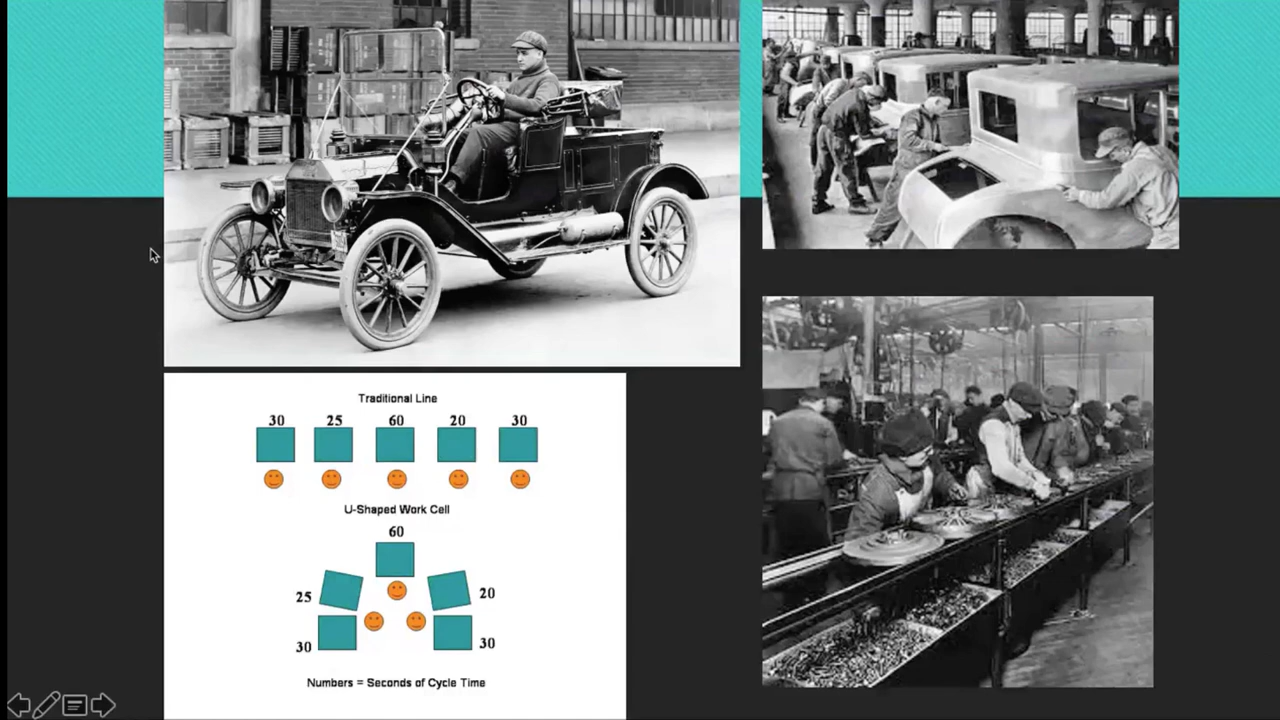 Traditional Line
30 25 60 20 30
U-Shaped Work Cell
60
25 20
30 30
Numbers = Seconds of Cycle Time